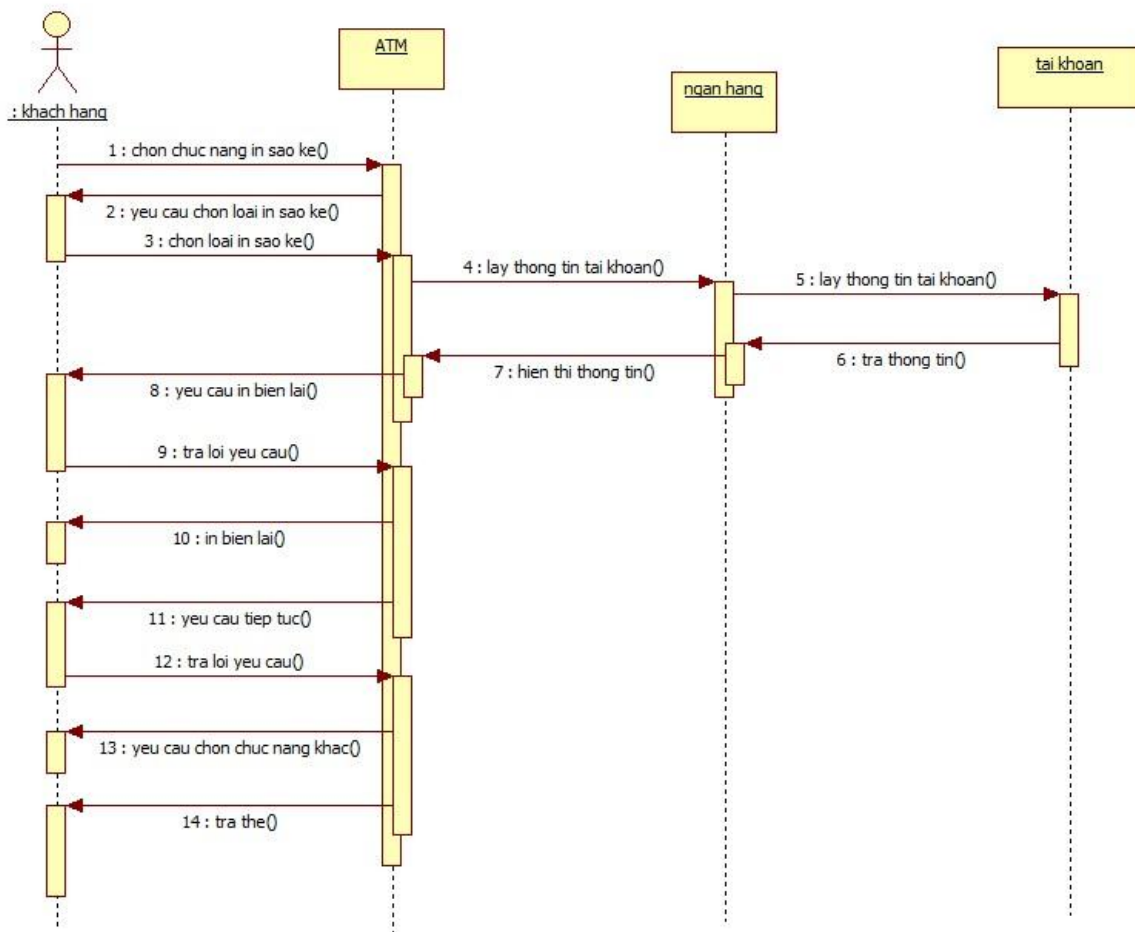 ATM
tai khoan
ngan hang
: khach hang
1 : chon chuc nang in sao ke()
2 : yeu cau chon loai in sao ke()
3 : chon loai in sao ke()
4 : lay thong tin tai khoan()
5 : lay thong tin tai khoan()
6 : tra thong tin()
7 : hien thi thong tin()
8 : yeu cau in bien lai()
9 : tra loi yeu cau()
10 : in bien lai()
11 : yeu cau tiep tuc()
12 : tra loi yeu cau()
13 : yeu cau chon chuc nang khac()
14 : tra the()